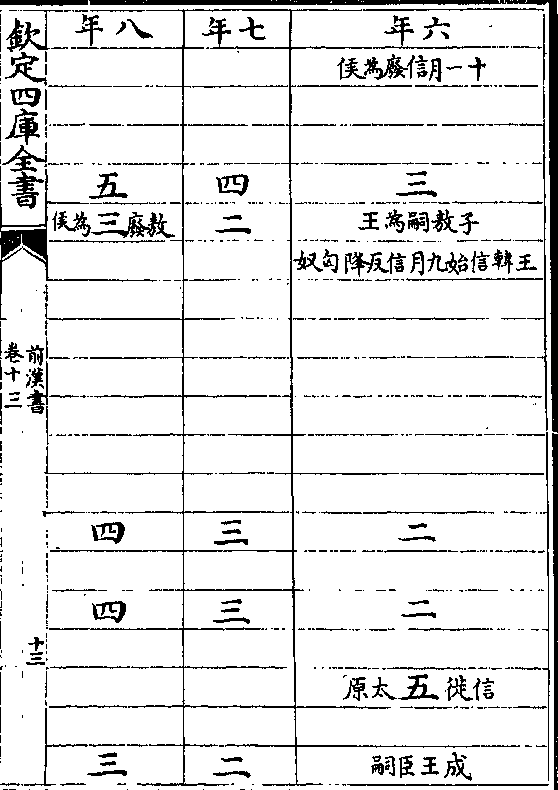 六年
十一月信廢為侯
三
子敖嗣為王
王韓信始九月信反降匈奴
二
二
信徙五太原
成王臣嗣
七年
四
二
三
三
二
八年
五
敖廢三為侯
四
四
三
欽定四庫全書
前漢書
卷十三
十三